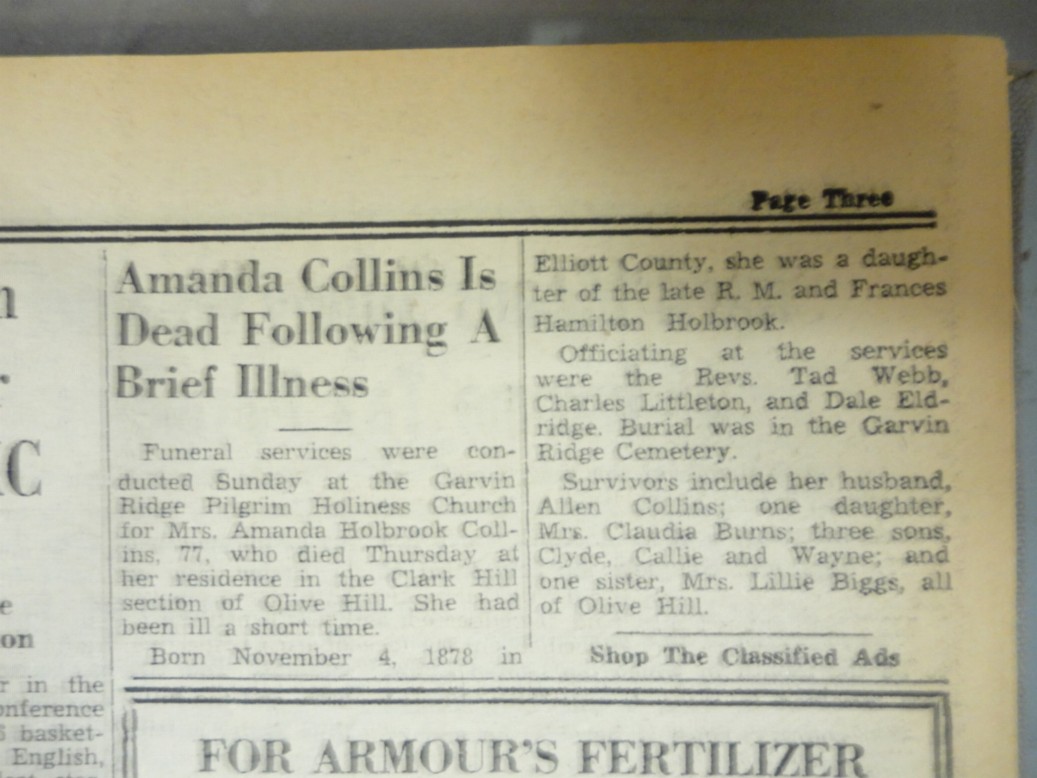 Page Three
Amanda Collins Is
Dead Following A
Brief Illness
Funeral services were con-
ducted Sunday at the Garvin
Ridge Pilgrim Holiness Church
for Mrs. Amanda Holbrook Coll-
ins, 77, who died Thursday at
her residence in the Clark Hill
section of Olive Hill. She had
been ill a short time.
Born November 4, 1878 in
Elliott County, she was a daugh-
ter of the late R. M. and Frances
Hamilton Holbrook.
Officiating at the services
were the Revs. Tad Webb,
Charles Littleton, and Dale Eld-
ridge. Burial was in the Garvin
Ridge Cemetery.
Survivors include her husband,
Allen Collins; one daughter,
Mrs. Claudia Burns; three sons,
Clyde, Callie and Wayne; and
one sister, Mrs. Lillie Biggs, all
of Olive Hill.
Shop The Classified Ads
FOR ARMOUR'S FERTILIZER
on
r in the
onference
basket-
English,